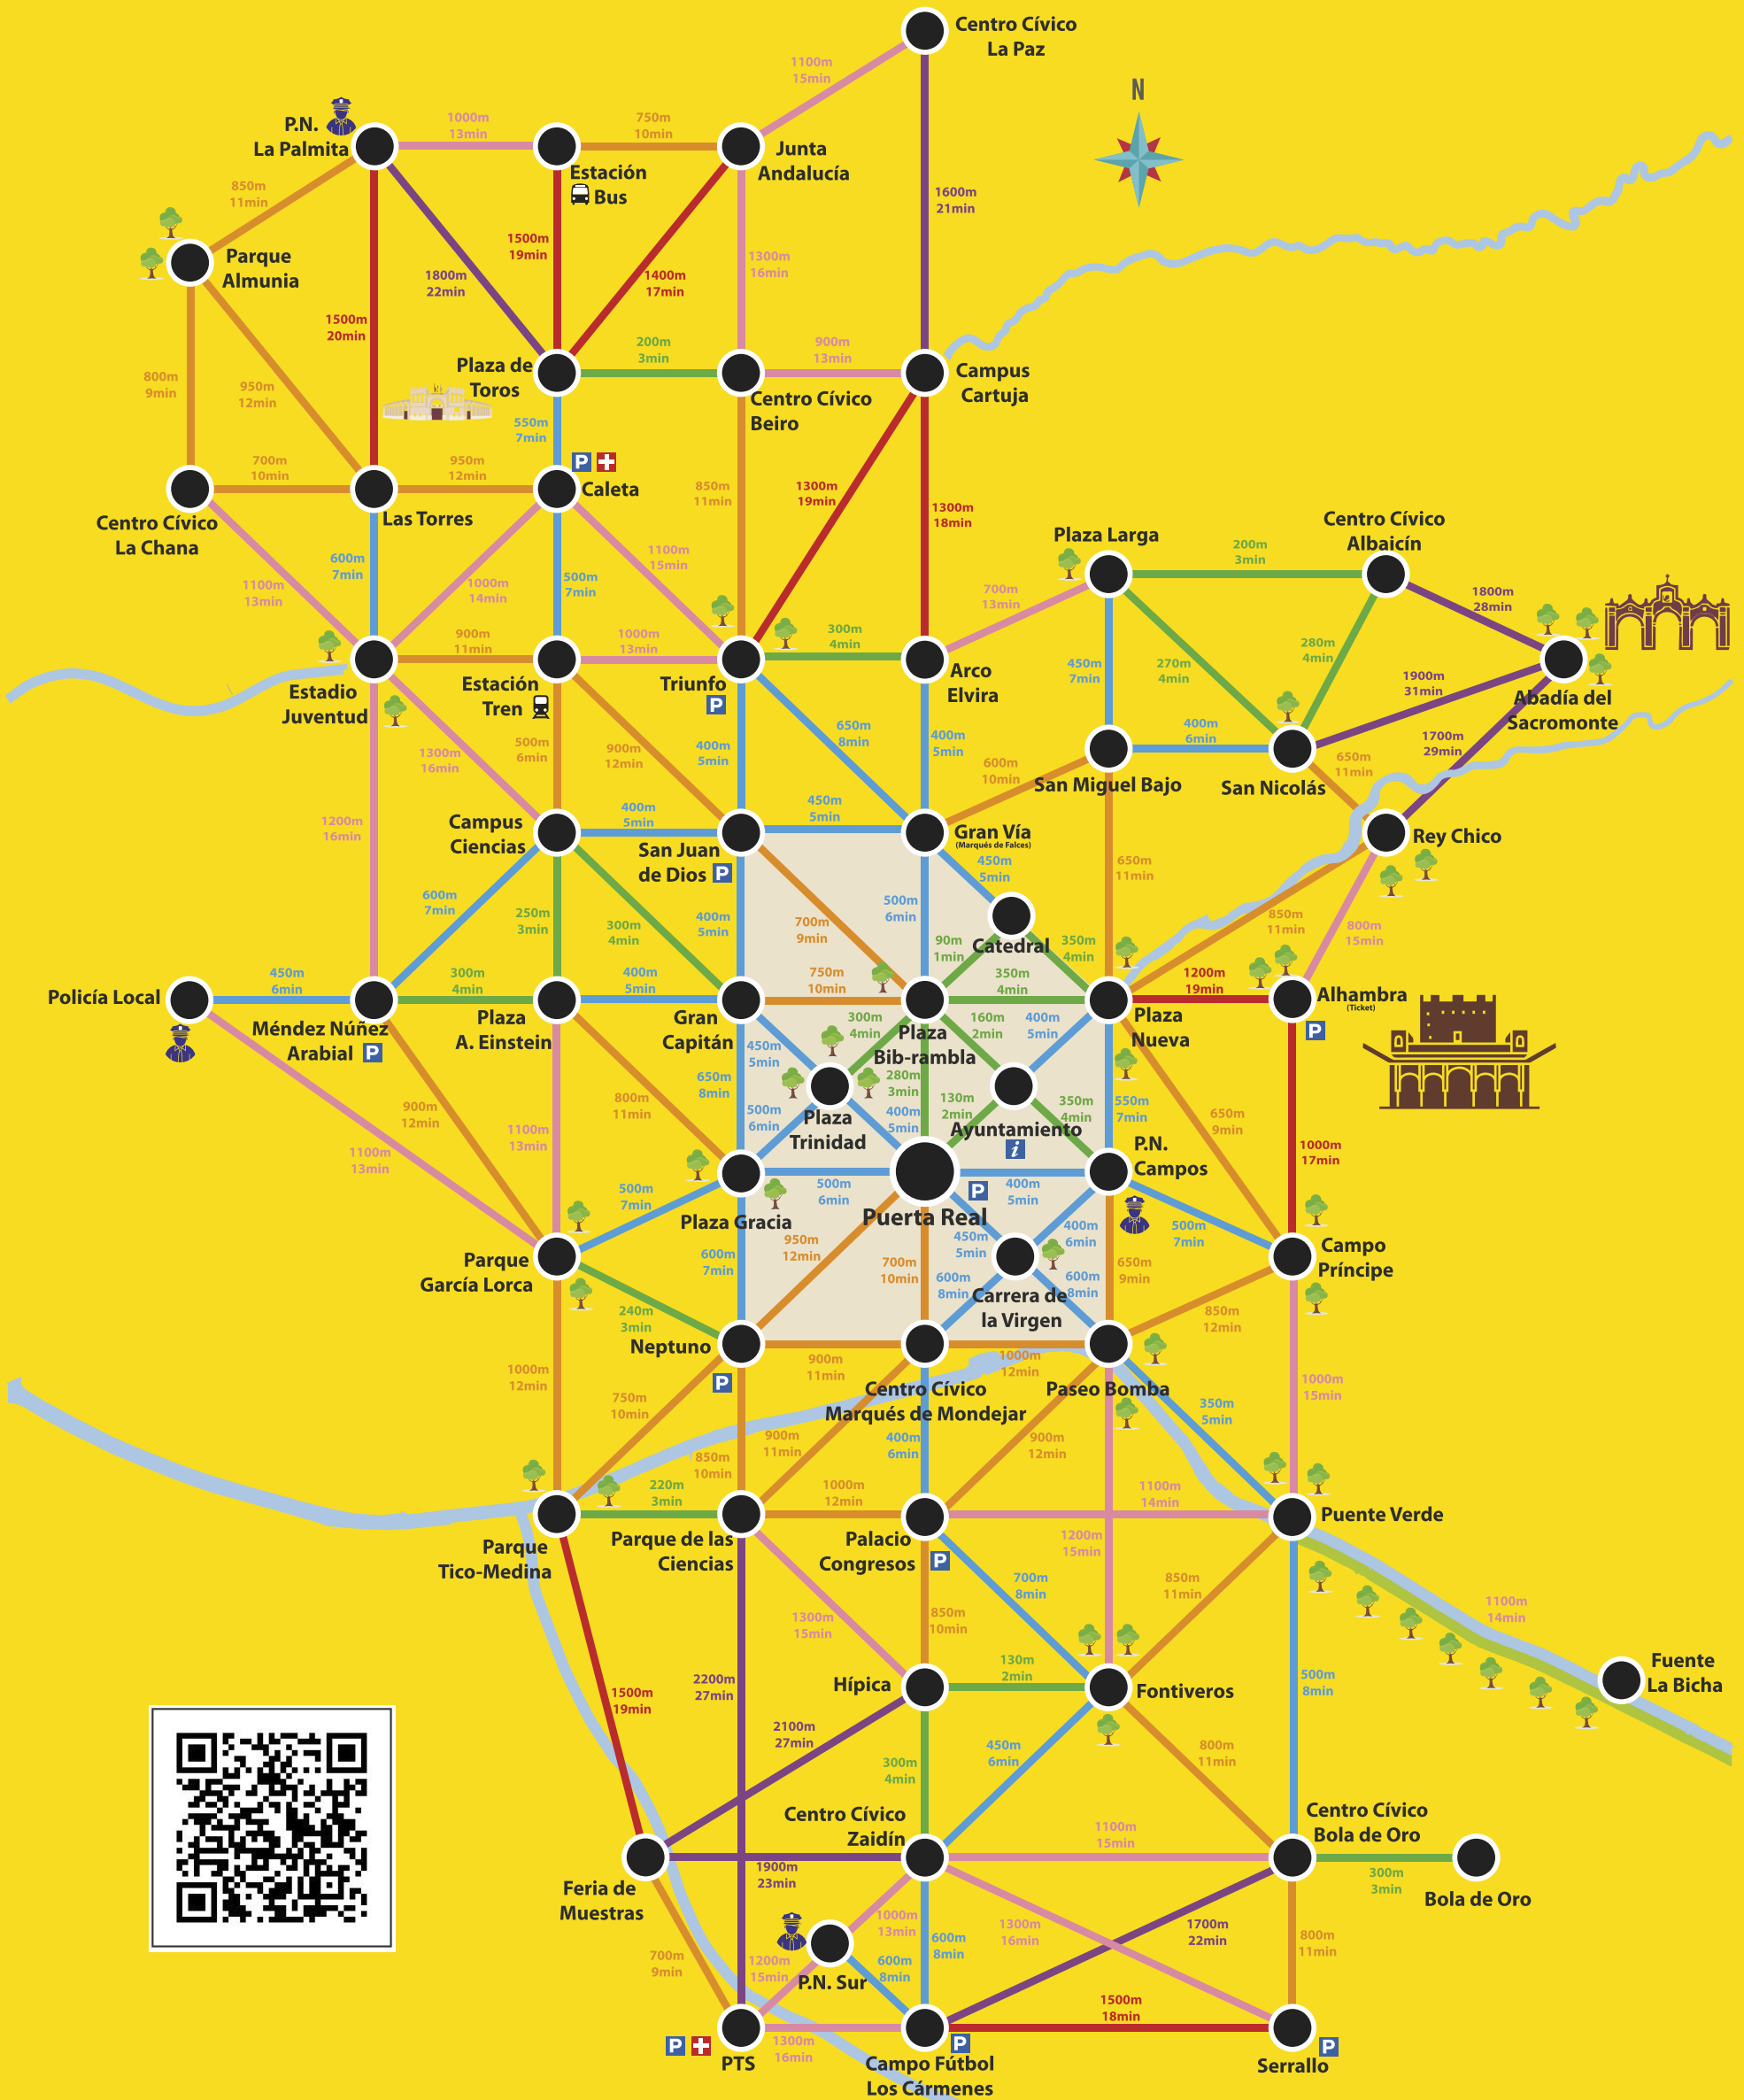 Centro Cívico
La Paz
1100m
15min
N
P.N.
La Palmita
1000m
13min
750m
10min
Junta
Andalucía
Estación
Bus
850m
11min
1600m
21min
Parque
Almunia
1800m
22min
1500m
19min
1400m
17min
1300m
16min
1500m
20min
800m
9min
950m
12min
Plaza de
Toros
200m
3min
900m
13min
Campus
Cartuja
Centro Cívico
Beiro
550m
7min
700m
10min
950m
12min
P
Caleta
850m
11min
1300m
19min
1300m
18min
Centro Cívico
La Chana
Las Torres
Plaza Larga
200m
3min
Centro Cívico
Albaicín
600m
7min
1100m
13min
1000m
14min
500m
7min
1100m
15min
700m
13min
1800m
28min
900m
11min
1000m
13min
300m
4min
450m
7min
270m
4min
280m
4min
Estadio
Juventud
Estación
Tren
Triunfo
P
Arco
Elvira
1900m
31min
Abadía del
Sacromonte
1300m
16min
500m
6min
900m
12min
400m
5min
650m
8min
400m
5min
600m
10min
400m
6min
1700m
29min
San Miguel Bajo
San Nicolás
650m
11min
1200m
16min
Campus
Ciencias
400m
5min
450m
5min
San Juan
de Dios
P
Gran Vía
(Marqués de Falces)
Rey Chico
450m
5min
650m
11min
600m
7min
250m
3min
300m
4min
400m
5min
700m
9min
500m
6min
90m
1min
Catedral
350m
4min
850m
11min
800m
15min
Policía Local
450m
6min
300m
4min
400m
5min
750m
10min
350m
4min
1200m
19min
Alhambra
(Ticket)
P
Méndez Núñez
Arabial
P
Plaza
A. Einstein
Gran
Capitán
300m
4min
Plaza
Bib-rambla
160m
2min
400m
5min
Plaza
Nueva
450m
5min
650m
8min
280m
3min
900m
12min
800m
11min
500m
6min
Plaza
Trinidad
400m
5min
130m
2min
350m
4min
550m
7min
650m
9min
Ayuntamiento
i
1100m
13min
1100m
13min
P.N.
Campos
1000m
17min
500m
7min
500m
6min
P
400m
5min
Plaza Gracia
Puerta Real
950m
12min
450m
5min
400m
6min
500m
7min
Parque
García Lorca
600m
7min
700m
10min
600m
8min
600m
8min
650m
9min
Campo
Príncipe
Carrera de
la Virgen
240m
3min
850m
12min
Neptuno
P
900m
11min
1000m
12min
1000m
12min
750m
10min
Centro Cívico
Marqués de Mondejar
Paseo Bomba
1000m
15min
350m
5min
850m
10min
900m
11min
400m
6min
900m
12min
220m
3min
1000m
12min
1100m
14min
Puente Verde
Parque
Tico-Medina
Parque de las
Ciencias
Palacio
Congresos
P
1200m
15min
700m
8min
850m
11min
1300m
15min
850m
10min
1100m
14min
130m
2min
Hípica
Fontiveros
Fuente
La Bicha
1500m
19min
2200m
27min
500m
8min
2100m
27min
300m
4min
450m
6min
800m
11min
Centro Cívico
Zaidín
1100m
15min
Centro Cívico
Bola de Oro
1900m
23min
300m
3min
Bola de Oro
Feria de
Muestras
1000m
13min
1300m
16min
1700m
22min
600m
8min
800m
11min
700m
9min
1200m
15min
P.N. Sur
600m
8min
1500m
18min
P
PTS
1300m
16min
P
Campo Fútbol
Los Cármenes
P
Serrallo